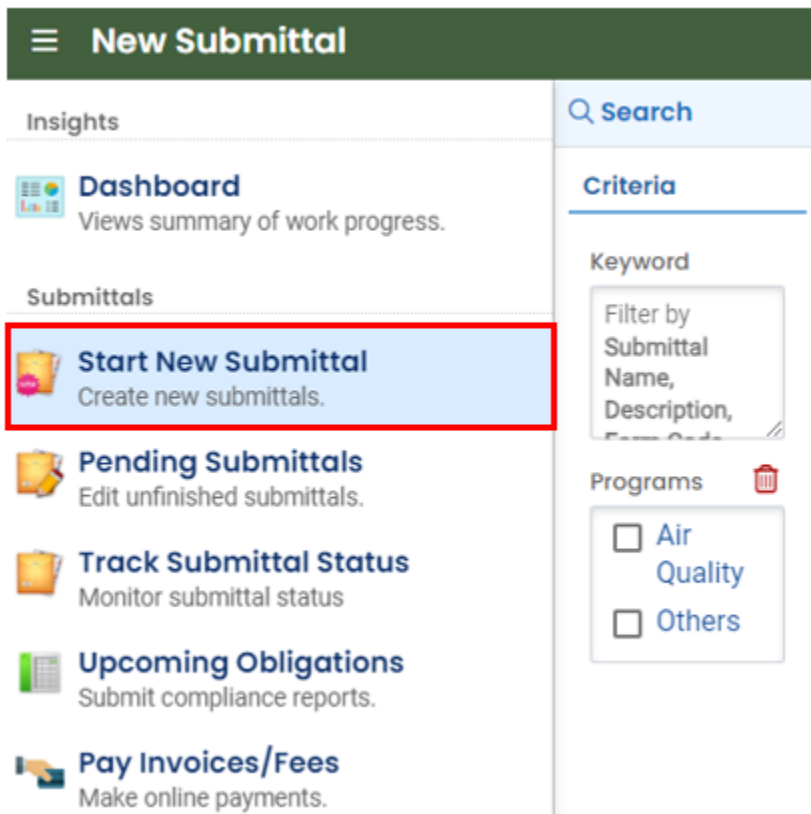 New Submittal
Insights
Dashboard
Views summary of work progress.
Submittals
Start New Submittal
Create new submittals.
Pending Submittals
Edit unfinished submittals.
Track Submittal Status
Monitor submittal status
Upcoming Obligations
Submit compliance reports.
Pay Invoices/Fees
Make online payments.
Search
Criteria
Keyword
Filter by
Submittal
Name,
Description,
Form Code
Programs
Air
Quality
Others